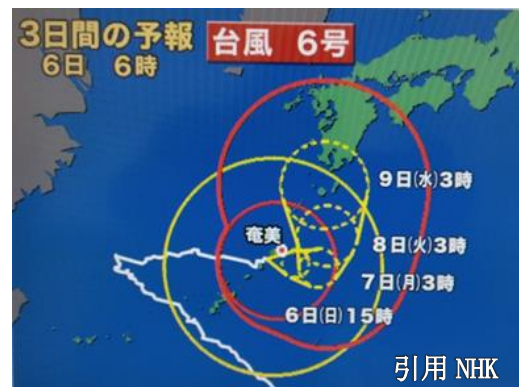 3日間の予報
6日 6時
台風 6号
9日(水)3時
奄美
8日(火)3時
7日(月)3時
6日(日)15時
引用 NHK